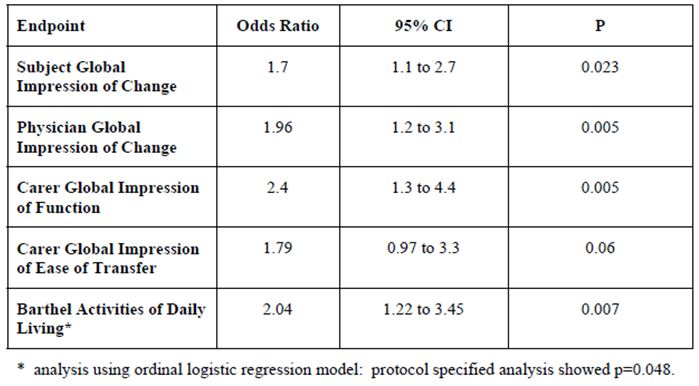 Endpoint Odds Ratio 95% CI P
Subject Global
Impression of Change 1.7 1.1 to 2.7 0.023
Physician Global
Impression of Change 1.96 1.2 to 3.1 0.005
Carer Global Impression
of Function 2.4 1.3 to 4.4 0.005
Carer Global Impression
of Ease of Transfer 1.79 0.97 to 3.3 0.06
Barthel Activities of Daily
Living* 2.04 1.22 to 3.45 0.007
* analysis using ordinal logistic regression model: protocol specified analysis showed p=0.048.